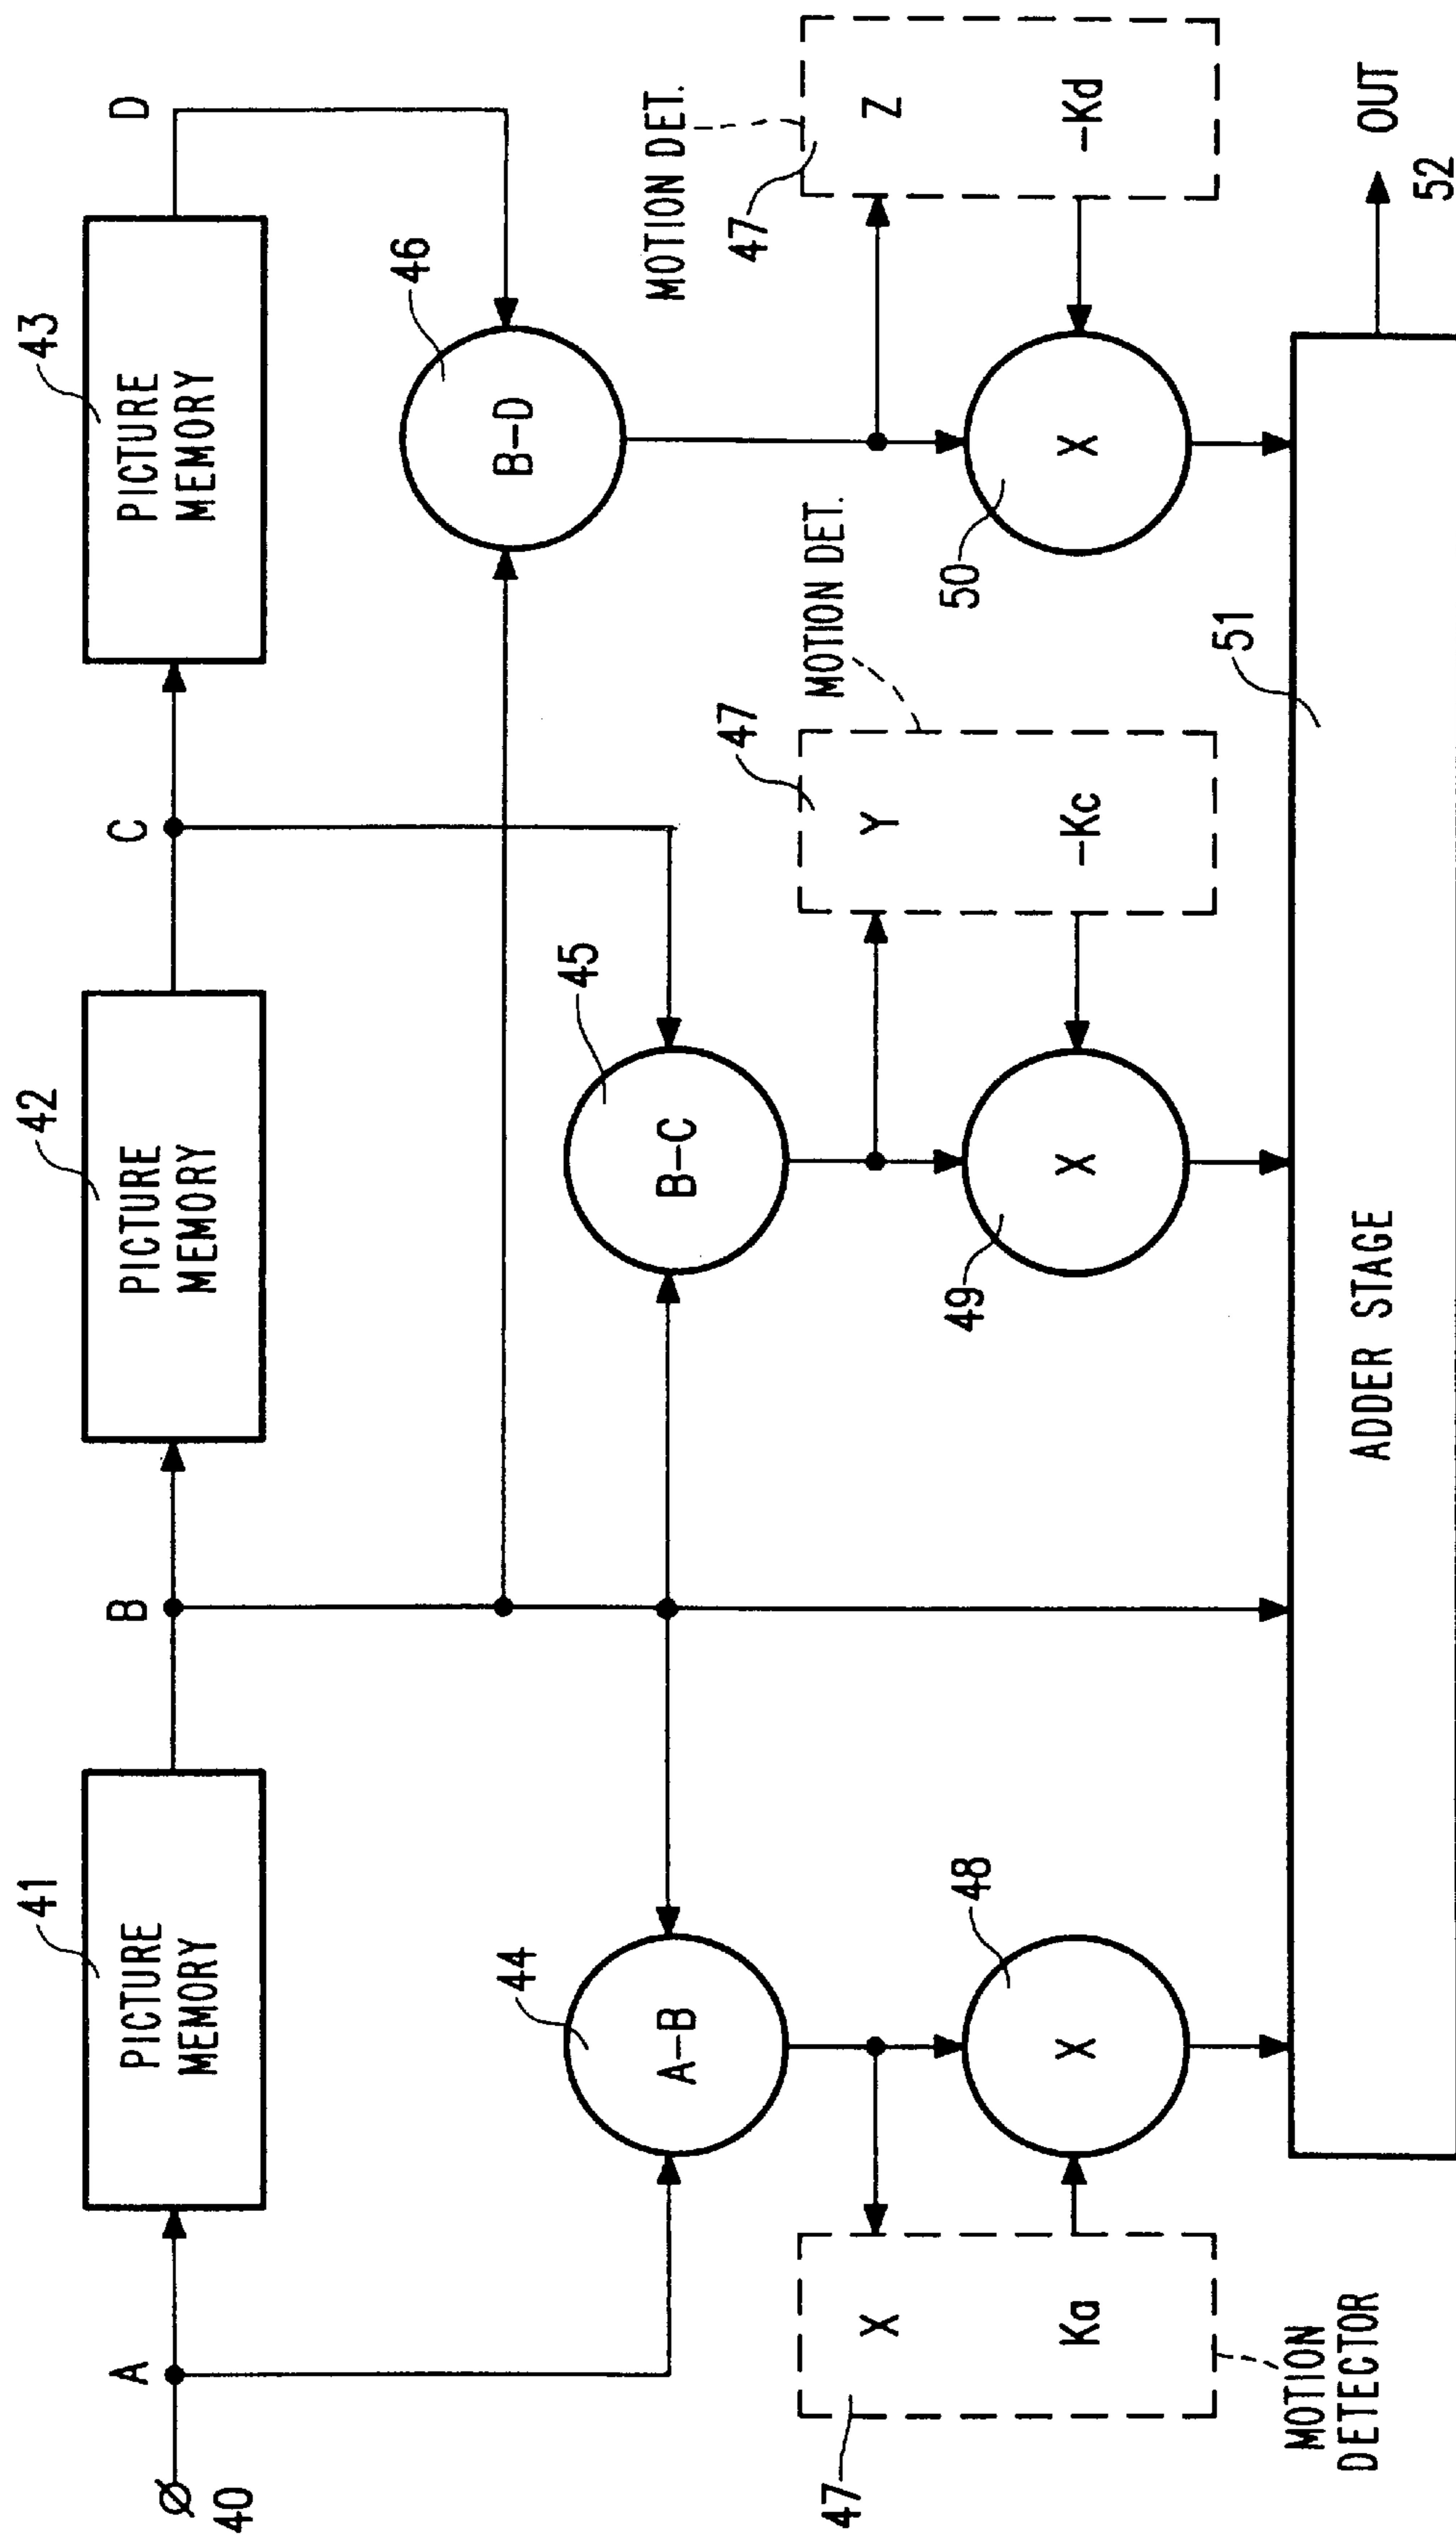 41
42
43
PICTURE
MEMORY
PICTURE
MEMORY
PICTURE
MEMORY
Ø
40
A
B
C
D
44
A-B
45
B-C
46
B-D
47
X
Ka
MOTION
DETECTOR
48
X
47
Y
-Kc
MOTION DET.
49
X
47
Z
-Kd
MOTION DET.
50
X
51
ADDER STAGE
OUT
52